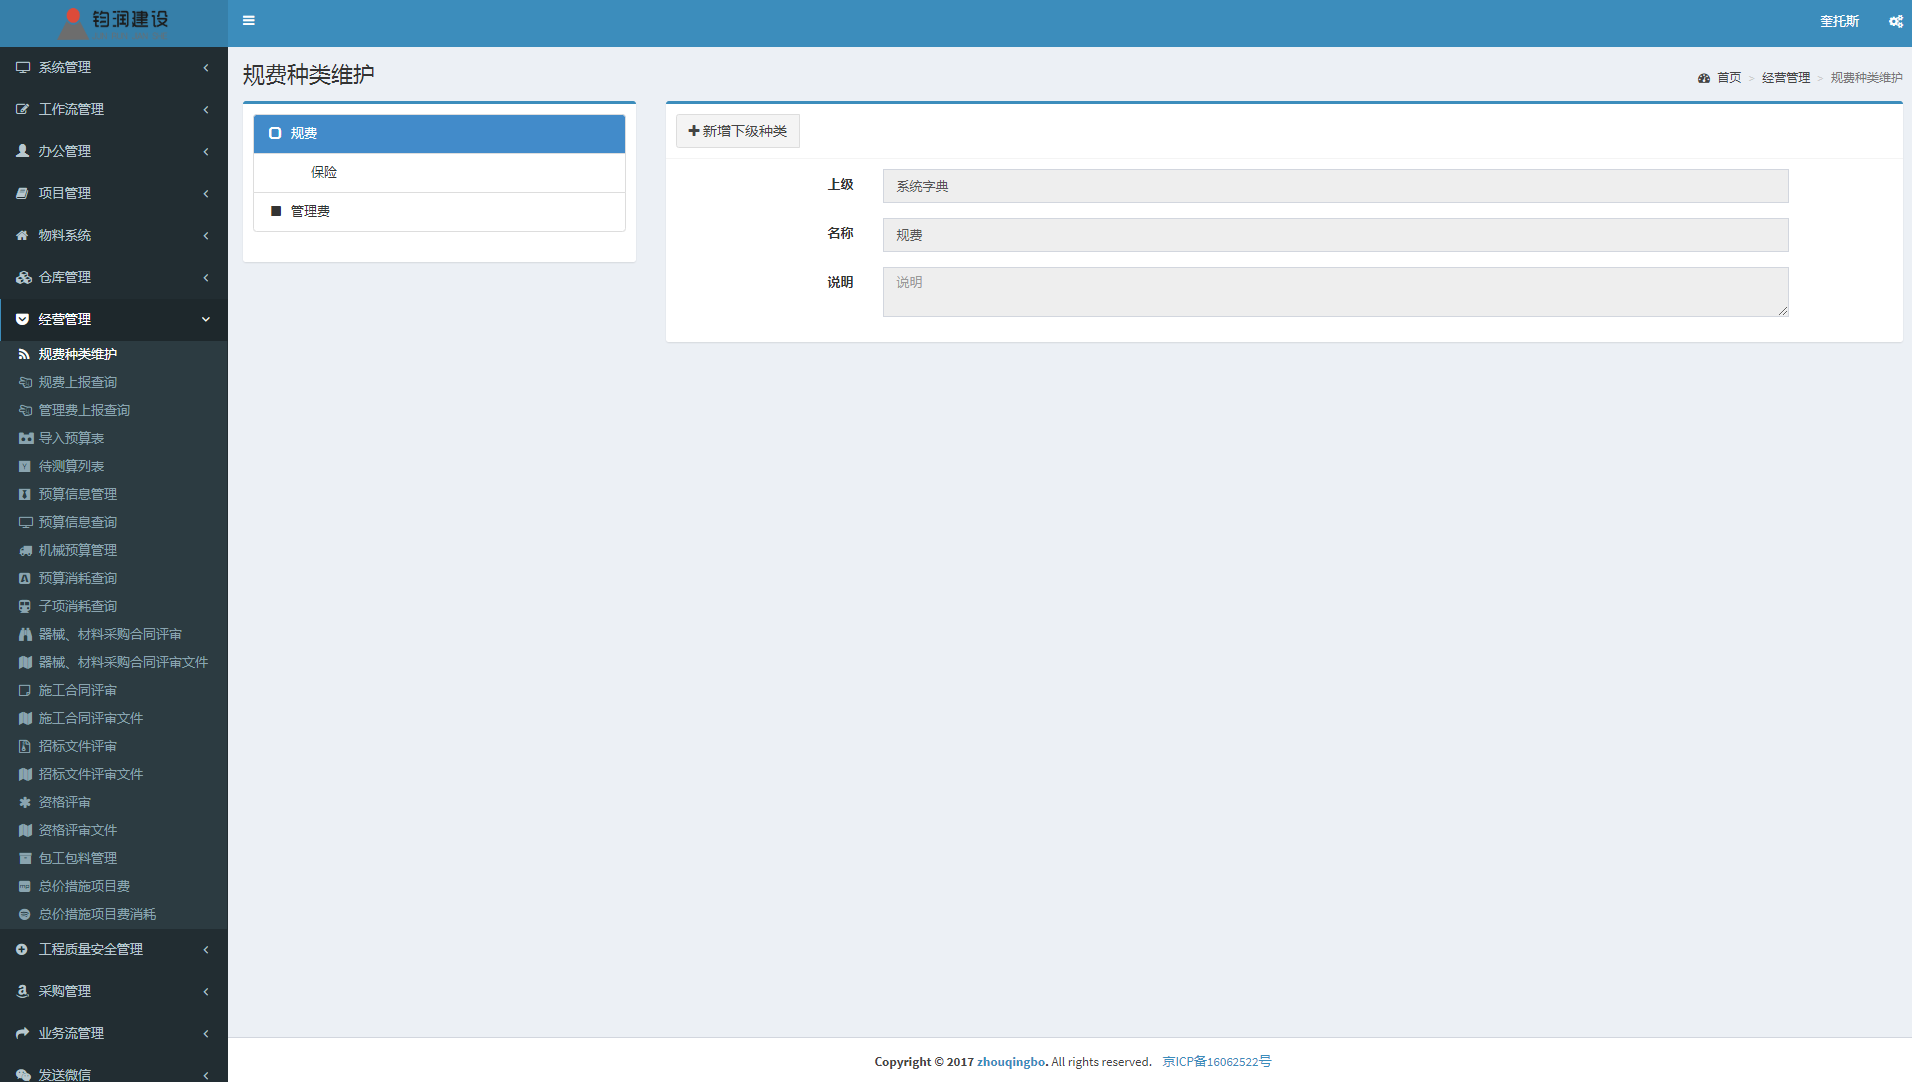 钧润建设
奎托斯
系统管理
工作流管理
办公管理
项目管理
物料系统
仓库管理
经营管理
规费种类维护
规费上报查询
管理费上报查询
导入预算表
待测算列表
预算信息管理
预算信息查询
机械预算管理
预算消耗查询
子项消耗查询
器械、材料采购合同评审
器械、材料采购合同评审文件
施工合同评审
施工合同评审文件
招标文件评审
招标文件评审文件
资格评审
资格评审文件
包工包料管理
总价措施项目费
总价措施项目费消耗
工程质量安全管理
采购管理
业务流管理
发送微信
规费种类维护
首页 > 经营管理 > 规费种类维护
规费
保险
管理费
新增下级种类
上级 系统字典
名称 规费
说明 说明
Copyright © 2017 zhouqingbo. All rights reserved. 京ICP备16062522号